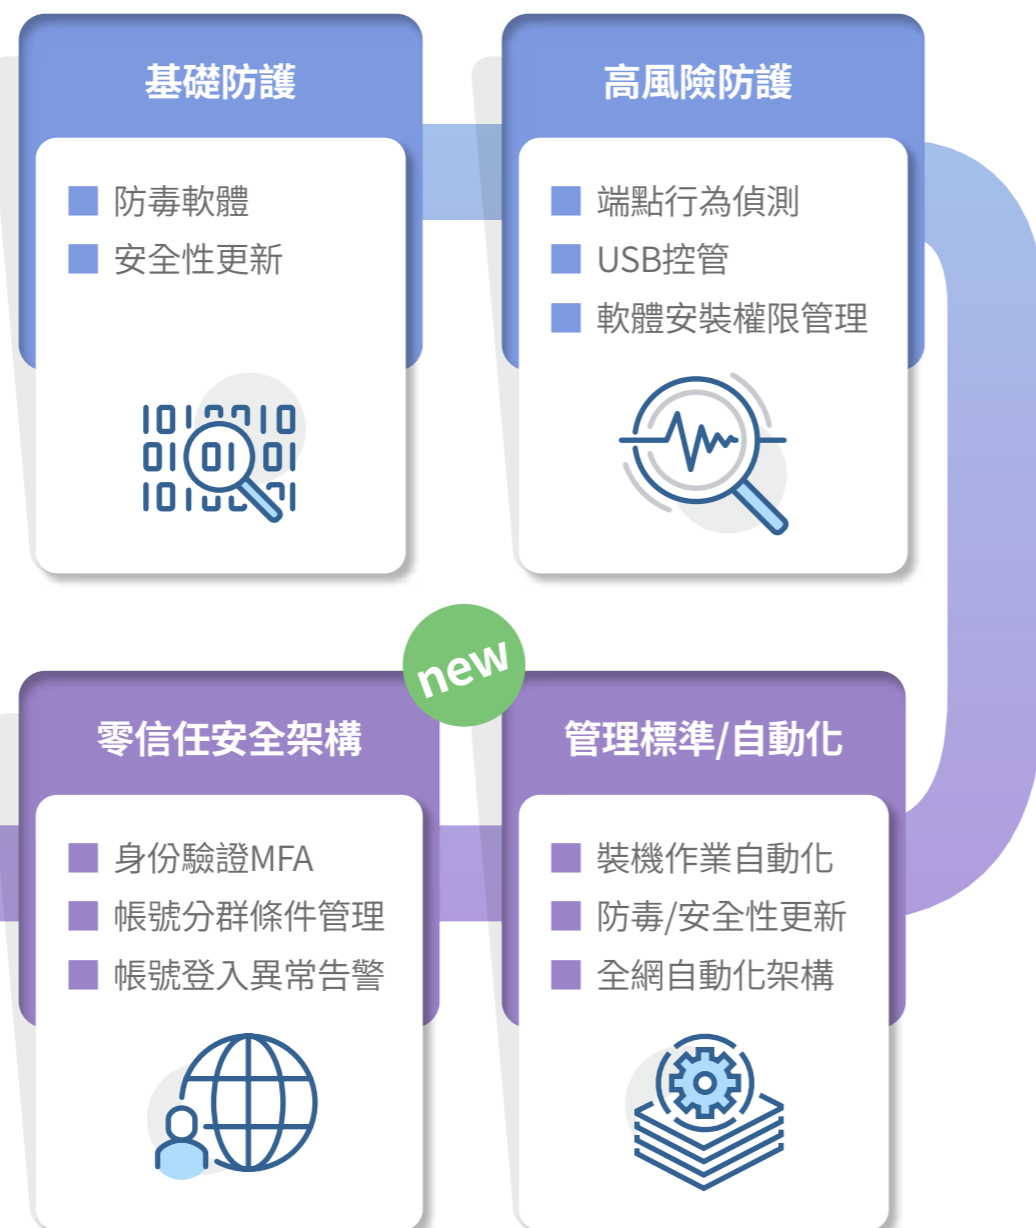 基礎防護
防毒軟體
安全性更新
高風險防護
端點行為偵測
USB控管
軟體安裝權限管理
new
零信任安全架構
身份驗證MFA
帳號分群條件管理
帳號登入異常告警
管理標準/自動化
裝機作業自動化
防毒/安全性更新
全網自動化架構